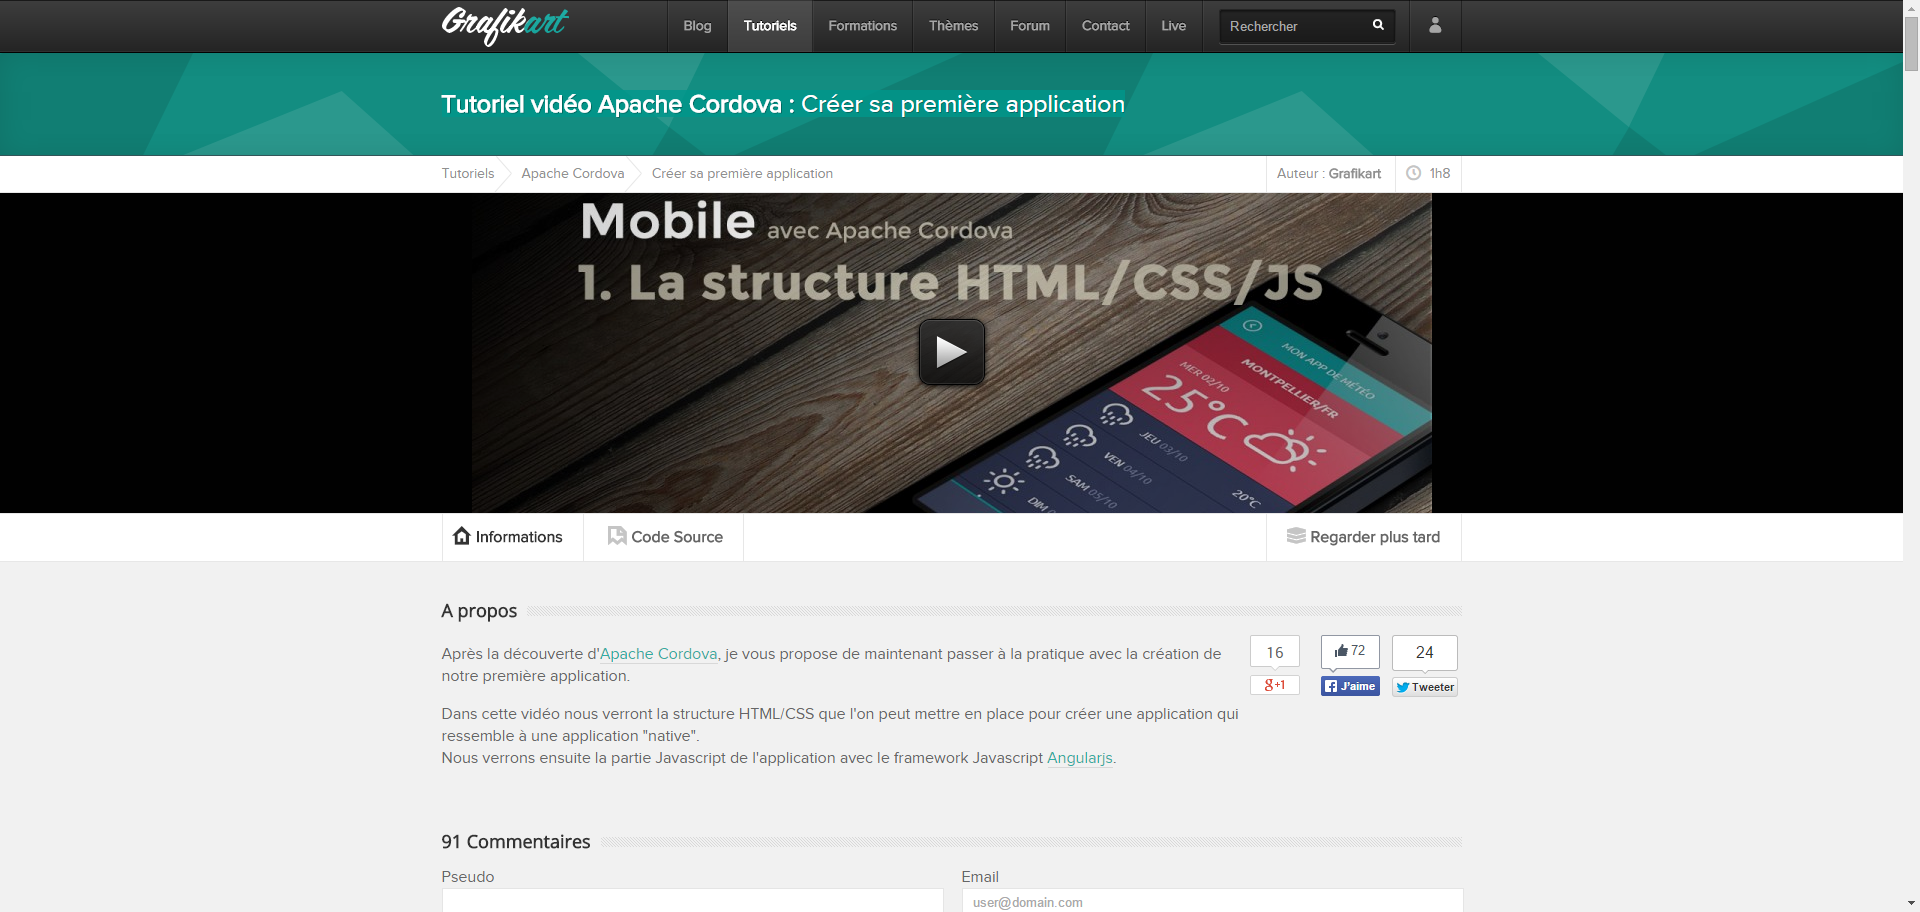 Grafikart
Blog
Tutoriels
Formations
Thèmes
Forum
Contact
Live
Rechercher
Tutoriel vidéo Apache Cordova : Créer sa première application
Tutoriels
Apache Cordova
Créer sa première application
Auteur : Grafikart
1h8
Mobile avec Apache Cordova
1. La structure HTML/CSS/JS
MON APP DE MÉTÉO
MONTPELLIER/FR
MER 02/10
25°C
JEU 03/10
VEN 04/10
SAM 05/10
20°C
DIM
Informations
Code Source
Regarder plus tard
A propos
Après la découverte d'Apache Cordova, je vous propose de maintenant passer à la pratique avec la création de
notre première application.
16
72
24
g+1
J'aime
Tweeter
Dans cette vidéo nous verront la structure HTML/CSS que l'on peut mettre en place pour créer une application qui
ressemble à une application "native".
Nous verrons ensuite la partie Javascript de l'application avec le framework Javascript Angularjs.
91 Commentaires
Pseudo
Email
user@domain.com